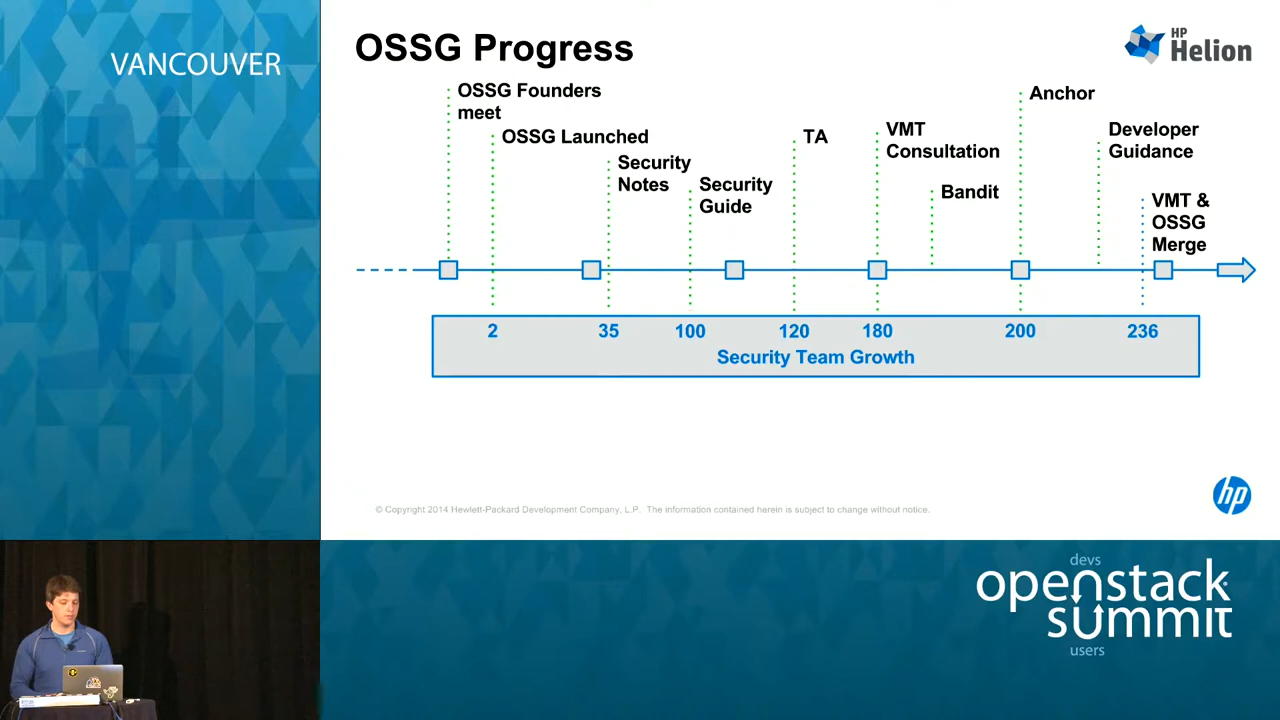 VANCOUVER
OSSG Progress
HP
Helion
OSSG Founders
meet
OSSG Launched
Security
Notes
Security
Guide
TA
VMT
Consultation
Bandit
Anchor
Developer
Guidance
VMT &
OSSG
Merge
2 35 100 120 180 200 236
Security Team Growth
© Copyright 2014 Hewlett-Packard Development Company, L.P. The information contained herein is subject to change without notice.
hp
devs
openstack
summit
users